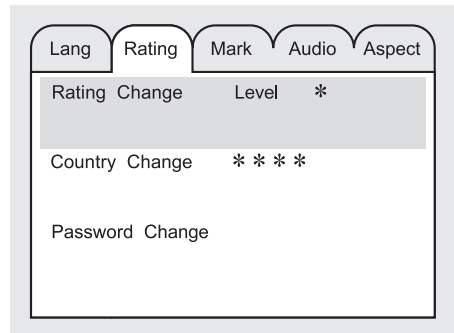 Lang Rating Mark Audio Aspect
Rating Change Level *
Country Change ****
Password Change